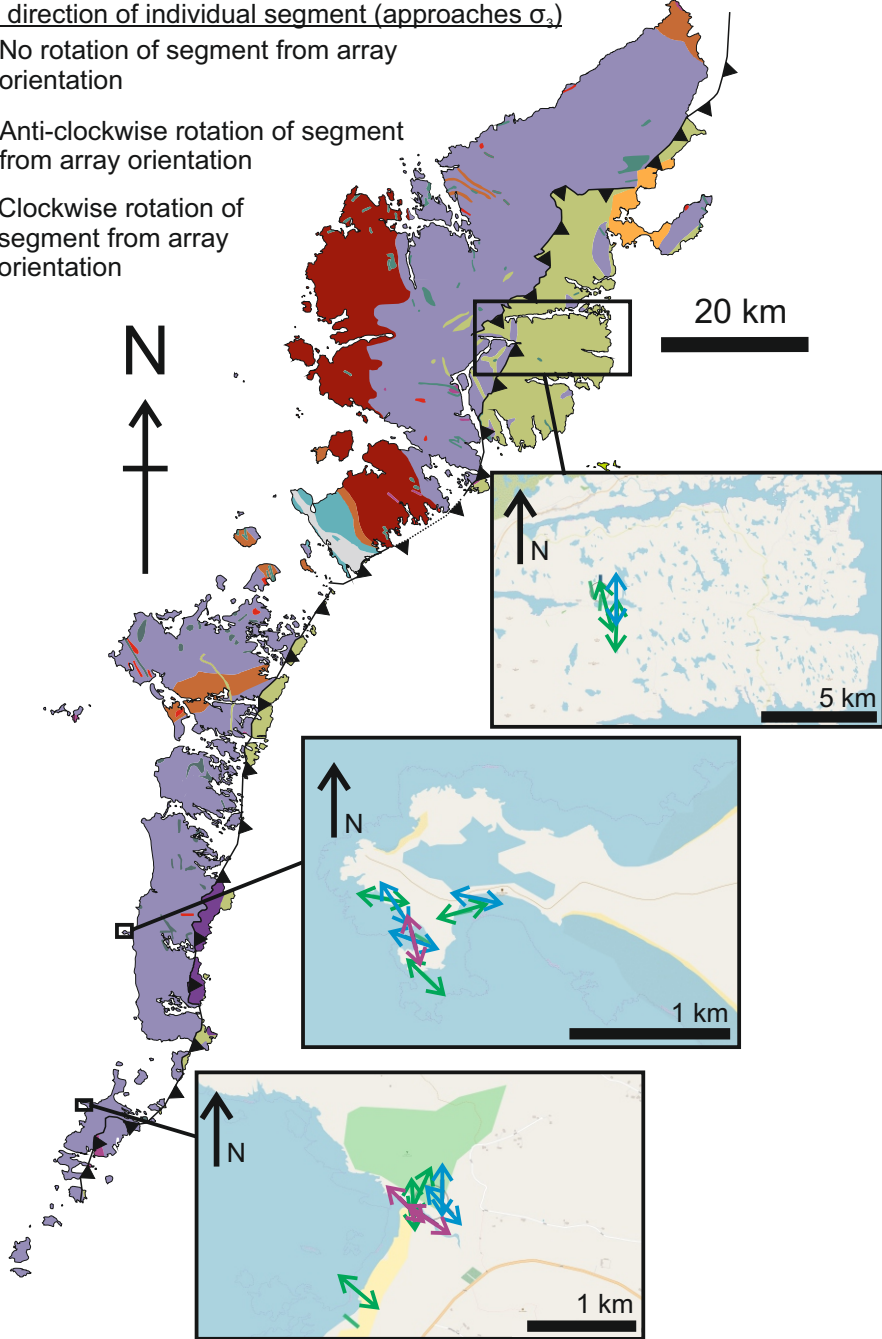 direction of individual segment (approaches σ₃)
No rotation of segment from array
orientation
Anti-clockwise rotation of segment
from array orientation
Clockwise rotation of
segment from array
orientation
N
20 km
N
5 km
N
1 km
N
1 km